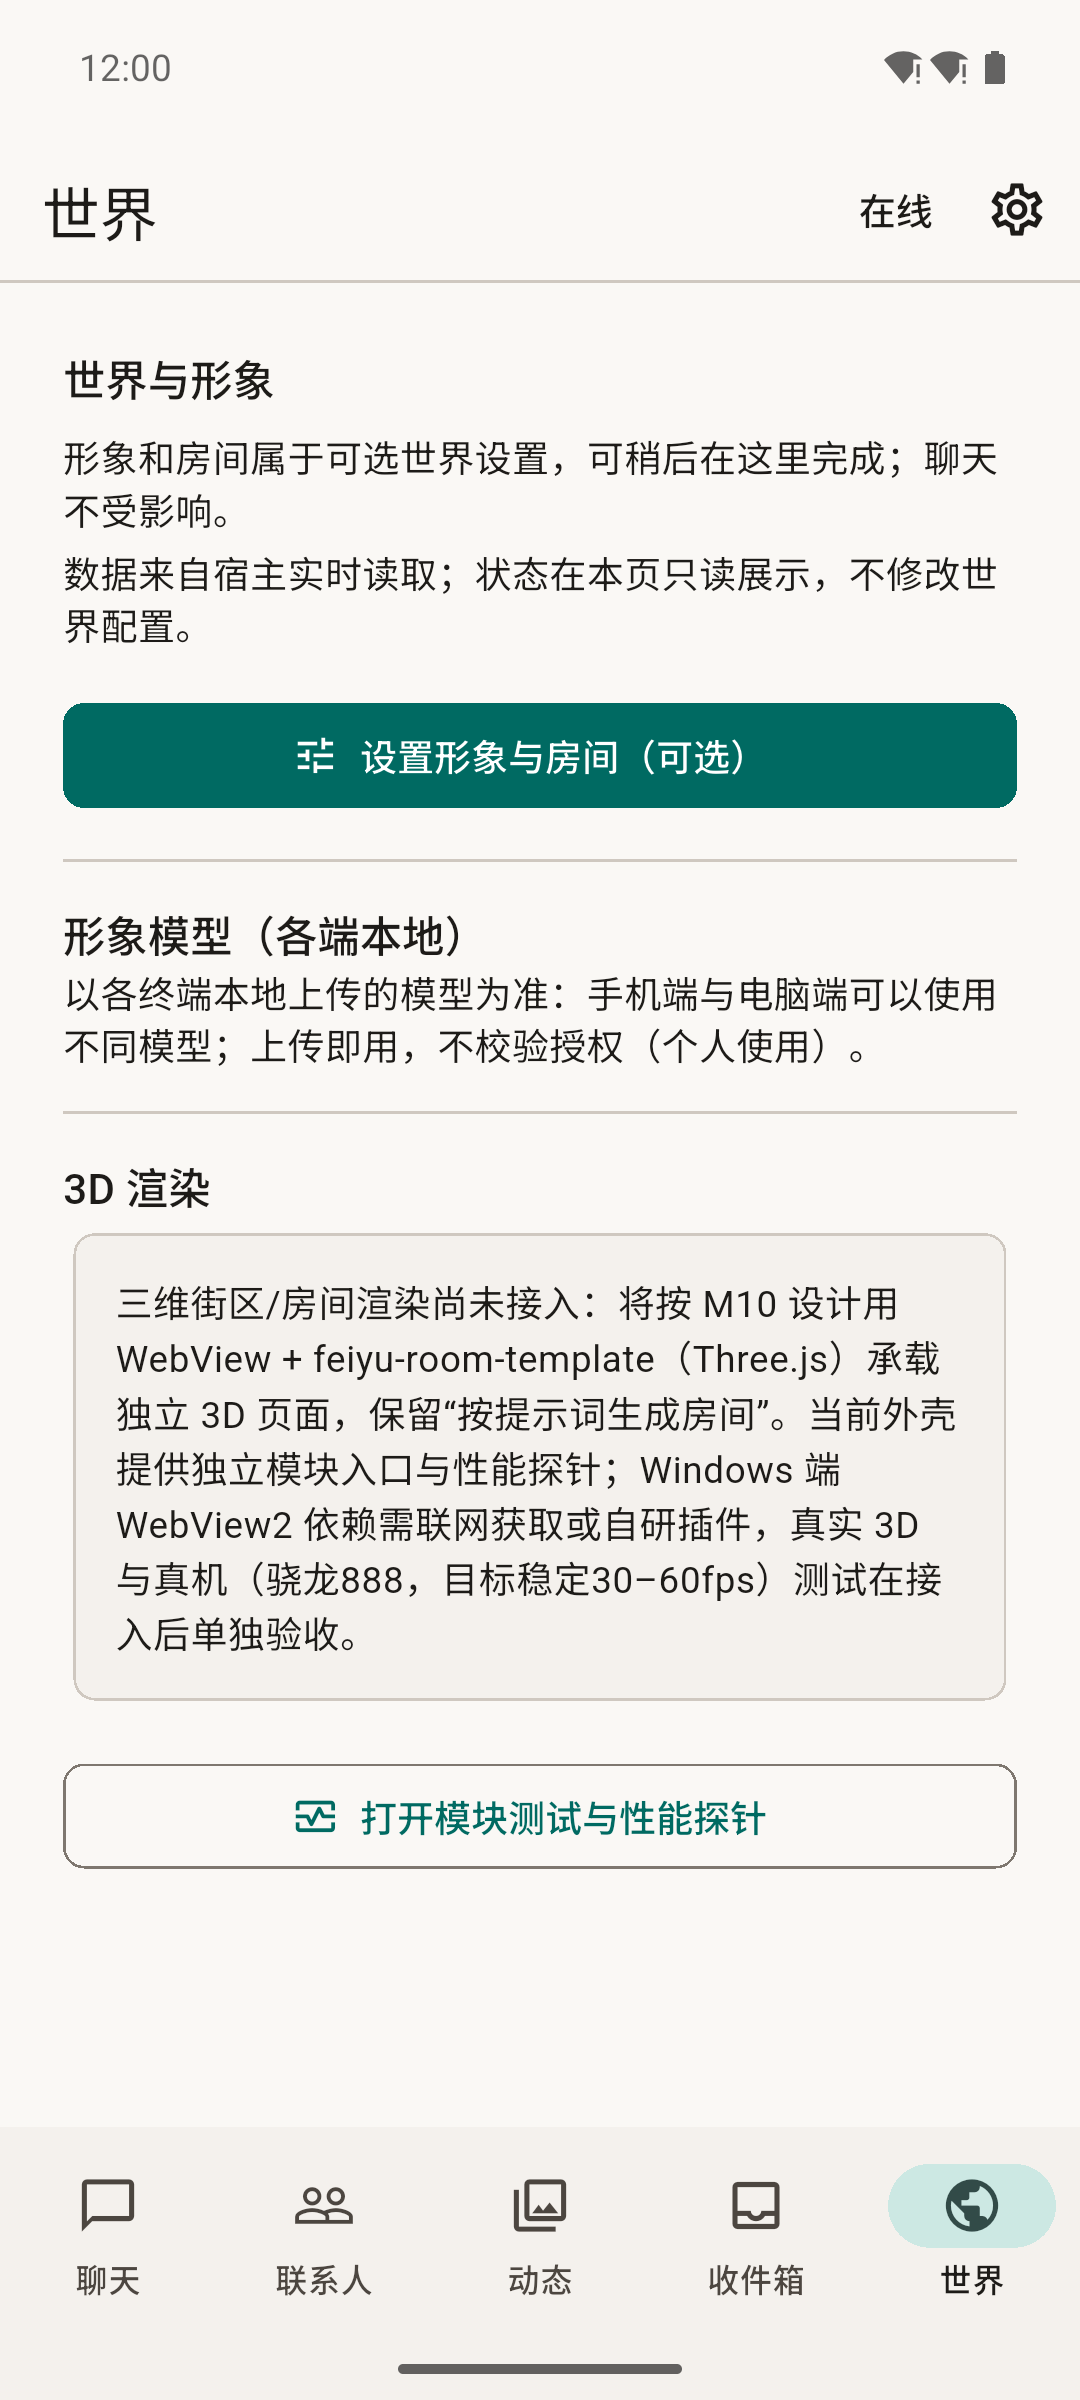 12:00
世界
在线
世界与形象
形象和房间属于可选世界设置，可稍后在这里完成；聊天
不受影响。
数据来自宿主实时读取；状态在本页只读展示，不修改世
界配置。
设置形象与房间（可选）
形象模型（各端本地）
以各终端本地上传的模型为准：手机端与电脑端可以使用
不同模型；上传即用，不校验授权（个人使用）。
3D 渲染
三维街区/房间渲染尚未接入：将按 M10 设计用
WebView + feiyu-room-template（Three.js）承载
独立 3D 页面，保留“按提示词生成房间”。当前外壳
提供独立模块入口与性能探针；Windows 端
WebView2 依赖需联网获取或自研插件，真实 3D
与真机（骁龙888，目标稳定30–60fps）测试在接
入后单独验收。
打开模块测试与性能探针
聊天
联系人
动态
收件箱
世界